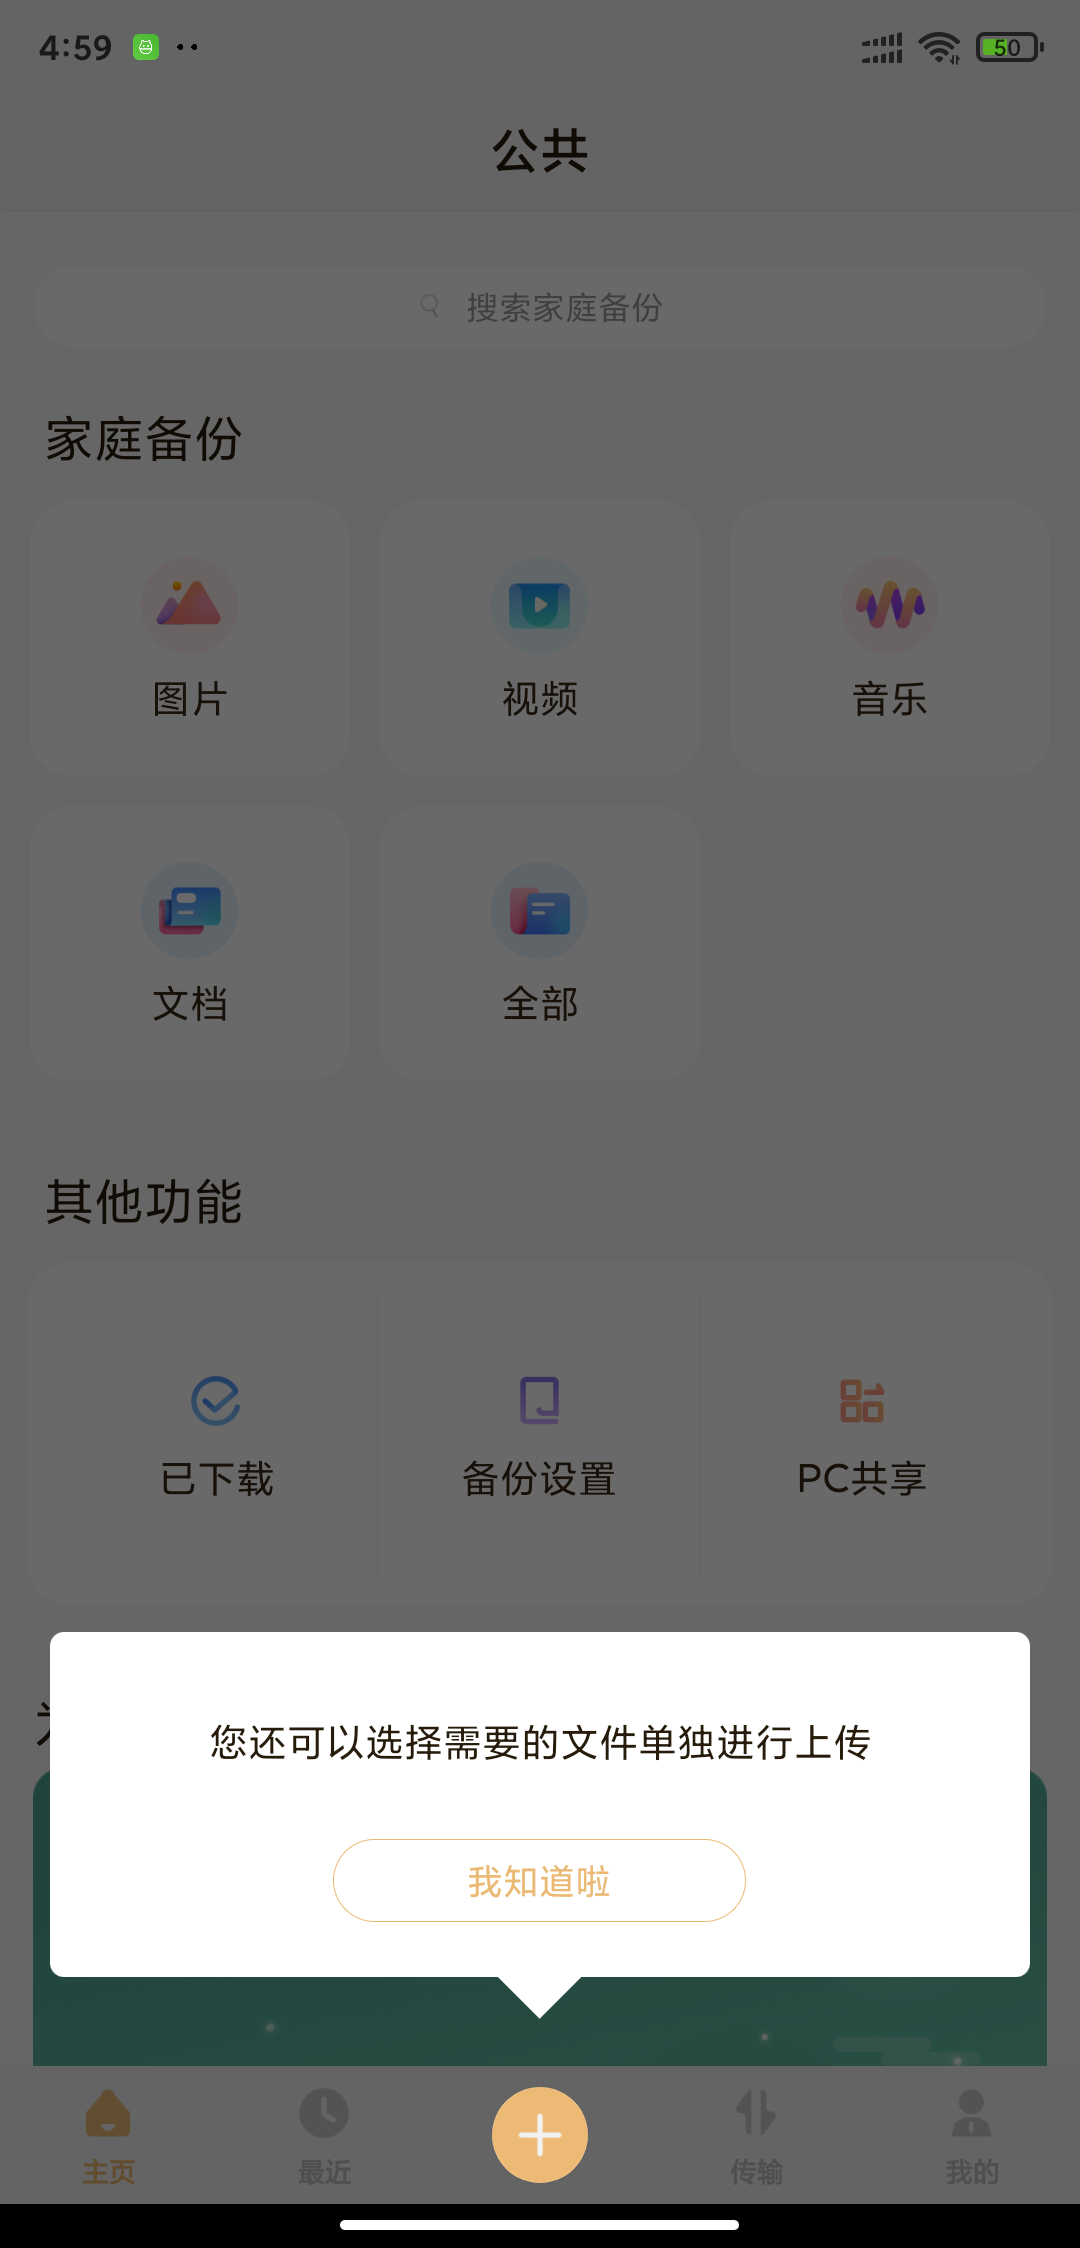 4:59
50
公共
搜索家庭备份
家庭备份
图片
视频
音乐
文档
全部
其他功能
已下载
备份设置
PC共享
您还可以选择需要的文件单独进行上传
我知道啦
主页
最近
传输
我的